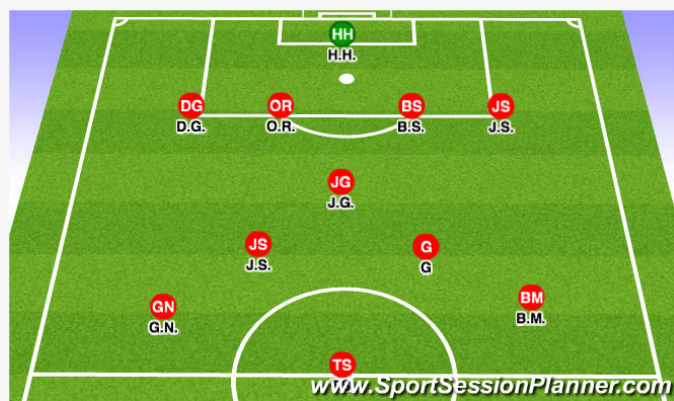 HH
H.H.
DG OR BS JS
D.G. O.R. B.S. J.S.
JG
J.G.
JS G
J.S. G
GN BM
G.N. B.M.
TS
www.SportSessionPlanner.com